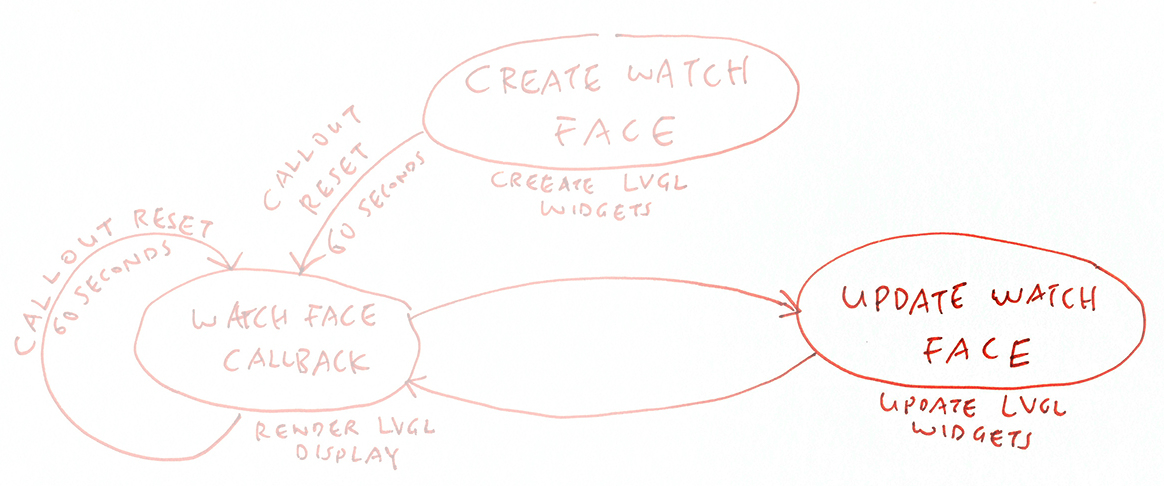 CREATE WATCH
FACE
CREEATE LVGL
WIDGETS
CALLOUT
RESET
60 SECONDS
CALLOUT RESET
60 SECONDS
WATCH FACE
CALLBACK
RENDER LVGL
DISPLAY
UPDATE WATCH
FACE
UPDATE LVGL
WIDGETS